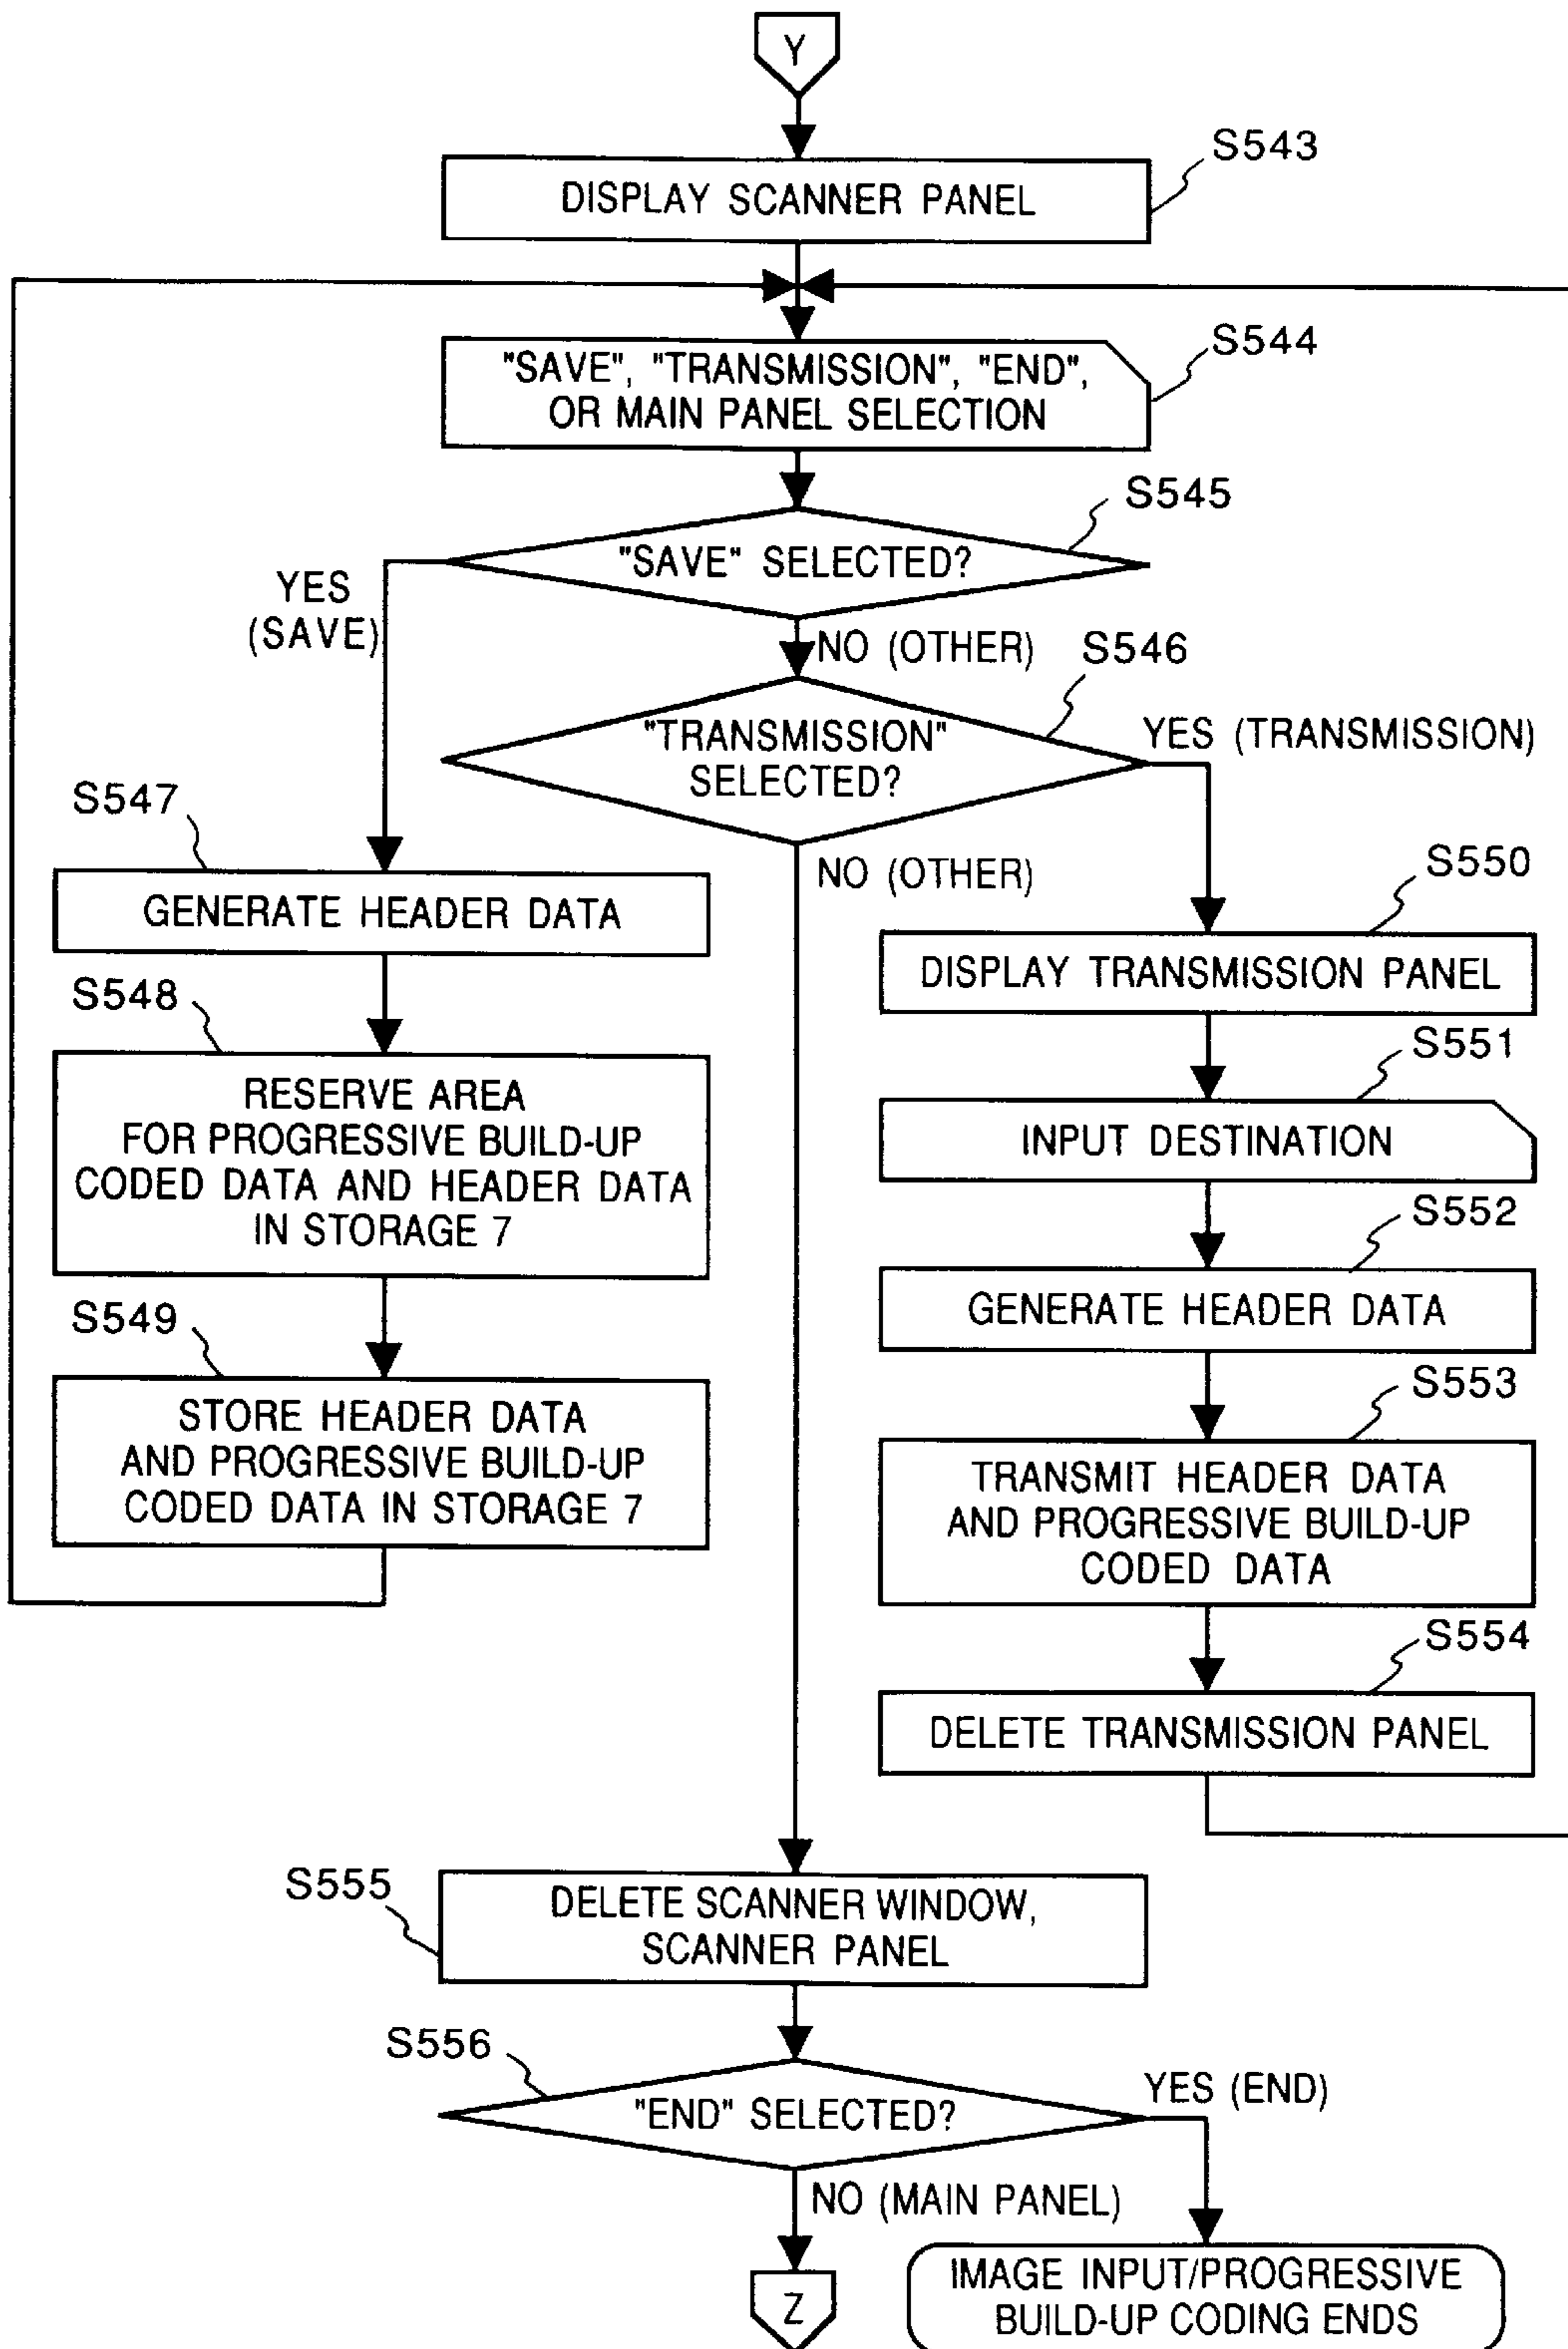 Y
S543
DISPLAY SCANNER PANEL
S544
"SAVE", "TRANSMISSION", "END",
OR MAIN PANEL SELECTION
S545
"SAVE" SELECTED?
YES
(SAVE)
NO (OTHER)
S546
"TRANSMISSION"
SELECTED?
YES (TRANSMISSION)
NO (OTHER)
S547
GENERATE HEADER DATA
S548
RESERVE AREA
FOR PROGRESSIVE BUILD-UP
CODED DATA AND HEADER DATA
IN STORAGE 7
S549
STORE HEADER DATA
AND PROGRESSIVE BUILD-UP
CODED DATA IN STORAGE 7
S550
DISPLAY TRANSMISSION PANEL
S551
INPUT DESTINATION
S552
GENERATE HEADER DATA
S553
TRANSMIT HEADER DATA
AND PROGRESSIVE BUILD-UP
CODED DATA
S554
DELETE TRANSMISSION PANEL
S555
DELETE SCANNER WINDOW,
SCANNER PANEL
S556
"END" SELECTED?
YES (END)
NO (MAIN PANEL)
Z
IMAGE INPUT/PROGRESSIVE
BUILD-UP CODING ENDS